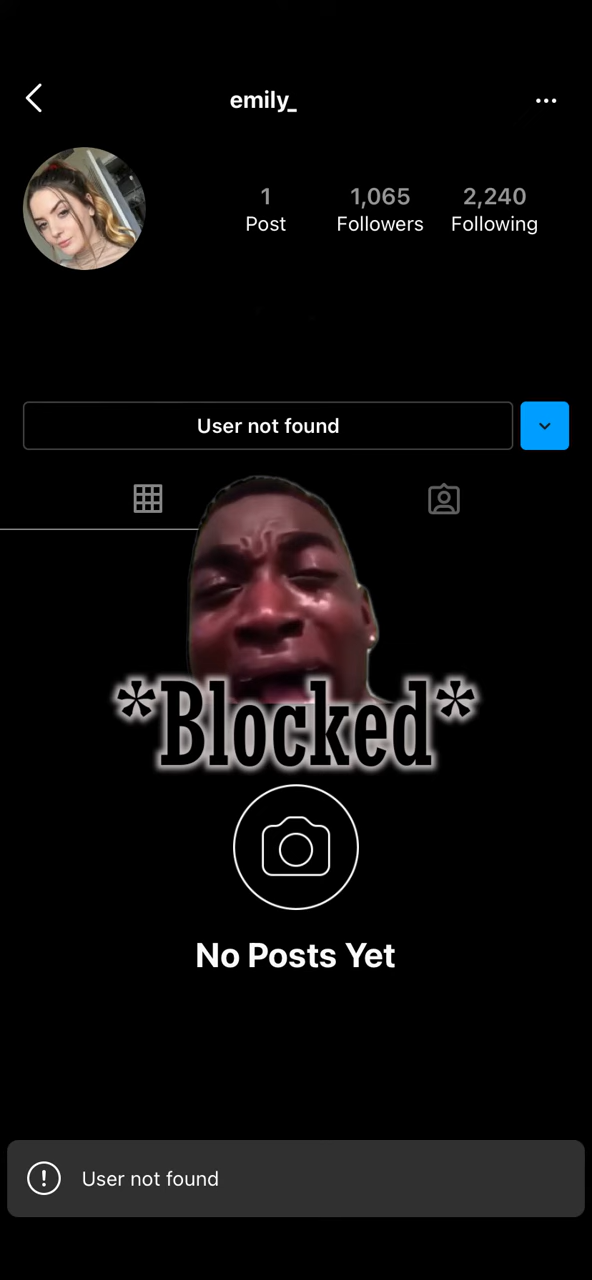 emily_
1 1,065 2,240
Post Followers Following
User not found
*Blocked*
No Posts Yet
User not found